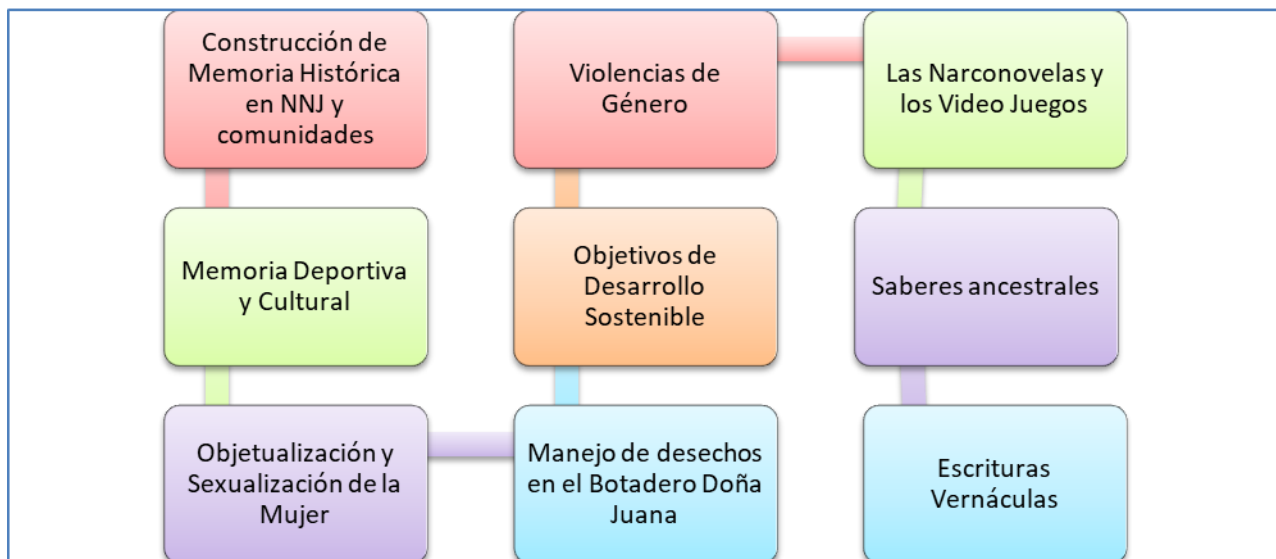 Construcción de
Memoria Histórica
en NNJ y
comunidades
Memoria Deportiva
y Cultural
Objetualización y
Sexualización de la
Mujer
Manejo de desechos
en el Botadero Doña
Juana
Objetivos de
Desarrollo
Sostenible
Violencias de
Género
Las Narconovelas y
los Video Juegos
Saberes ancestrales
Escrituras
Vernáculas